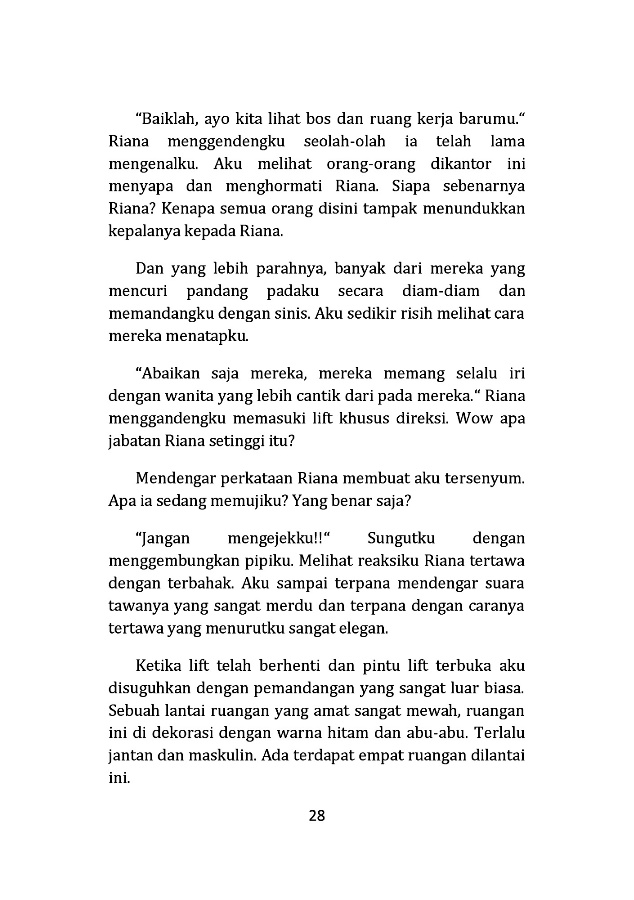 “Baiklah, ayo kita lihat bos dan ruang kerja barumu.“
Riana menggendengku seolah-olah ia telah lama
mengenalku. Aku melihat orang-orang dikantor ini
menyapa dan menghormati Riana. Siapa sebenarnya
Riana? Kenapa semua orang disini tampak menundukkan
kepalanya kepada Riana.
Dan yang lebih parahnya, banyak dari mereka yang
mencuri pandang padaku secara diam-diam dan
memandangku dengan sinis. Aku sedikir risih melihat cara
mereka menatapku.
“Abaikan saja mereka, mereka memang selalu iri
dengan wanita yang lebih cantik dari pada mereka.“ Riana
menggandengku memasuki lift khusus direksi. Wow apa
jabatan Riana setinggi itu?
Mendengar perkataan Riana membuat aku tersenyum.
Apa ia sedang memujiku? Yang benar saja?
“Jangan mengejekku!!“ Sungutku dengan
menggembungkan pipiku. Melihat reaksiku Riana tertawa
dengan terbahak. Aku sampai terpana mendengar suara
tawanya yang sangat merdu dan terpana dengan caranya
tertawa yang menurutku sangat elegan.
Ketika lift telah berhenti dan pintu lift terbuka aku
disuguhkan dengan pemandangan yang sangat luar biasa.
Sebuah lantai ruangan yang amat sangat mewah, ruangan
ini di dekorasi dengan warna hitam dan abu-abu. Terlalu
jantan dan maskulin. Ada terdapat empat ruangan dilantai
ini.
28